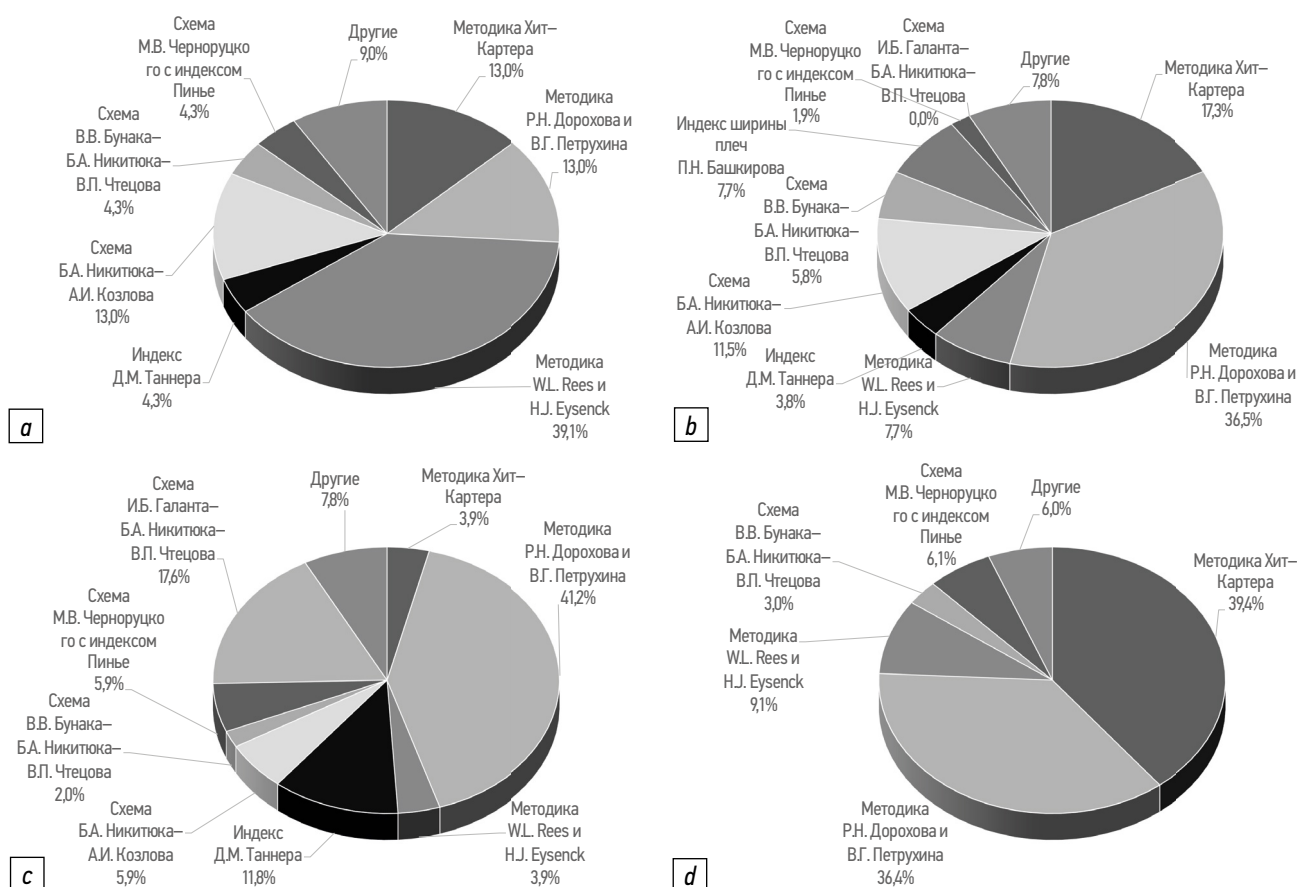 Схема
М.В. Черноруцко
го с индексом
Пинье
4,3%
Другие
9,0%
Методика Хит–
Картера
13,0%
Методика
Р.Н. Дорохова и
В.Г. Петрухина
13,0%
Схема
В.В. Бунака–
Б.А. Никитюка–
В.П. Чтецова
4,3%
Схема
Б.А. Никитюка–
А.И. Козлова
13,0%
Индекс
Д.М. Таннера
4,3%
Методика
W.L. Rees и
H.J. Eysenck
39,1%
a
Схема
М.В. Черноруцко
го с индексом
Пинье
1,9%
Схема
И.Б. Галанта–
Б.А. Никитюка–
В.П. Чтецова
0,0%
Другие
7,8%
Методика Хит–
Картера
17,3%
Индекс ширины
плеч
П.Н. Башкирова
7,7%
Схема
В.В. Бунака–
Б.А. Никитюка–
В.П. Чтецова
5,8%
Схема
Б.А. Никитюка–
А.И. Козлова
11,5%
Индекс
Д.М. Таннера
3,8%
Методика
W.L. Rees и
H.J. Eysenck
7,7%
Методика
Р.Н. Дорохова и
В.Г. Петрухина
36,5%
b
Схема
И.Б. Галанта–
Б.А. Никитюка–
В.П. Чтецова
17,6%
Другие
7,8%
Методика Хит–
Картера
3,9%
Методика
Р.Н. Дорохова и
В.Г. Петрухина
41,2%
Схема
М.В. Черноруцко
го с индексом
Пинье
5,9%
Схема
В.В. Бунака–
Б.А. Никитюка–
В.П. Чтецова
2,0%
Схема
Б.А. Никитюка–
А.И. Козлова
5,9%
Индекс
Д.М. Таннера
11,8%
Методика
W.L. Rees и
H.J. Eysenck
3,9%
c
Схема
В.В. Бунака–
Б.А. Никитюка–
В.П. Чтецова
3,0%
Схема
М.В. Черноруцко
го с индексом
Пинье
6,1%
Другие
6,0%
Методика Хит–
Картера
39,4%
Методика
W.L. Rees и
H.J. Eysenck
9,1%
Методика
Р.Н. Дорохова и
В.Г. Петрухина
36,4%
d